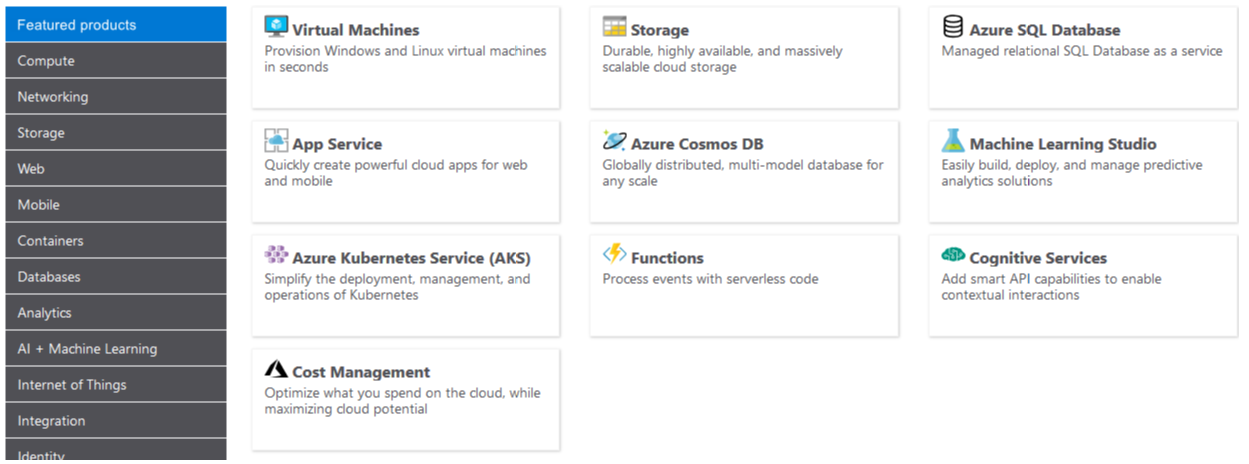 Featured products
Compute
Networking
Storage
Web
Mobile
Containers
Databases
Analytics
AI + Machine Learning
Internet of Things
Integration
Identity
Virtual Machines
Provision Windows and Linux virtual machines
in seconds
Storage
Durable, highly available, and massively
scalable cloud storage
Azure SQL Database
Managed relational SQL Database as a service
App Service
Quickly create powerful cloud apps for web
and mobile
Azure Cosmos DB
Globally distributed, multi-model database for
any scale
Machine Learning Studio
Easily build, deploy, and manage predictive
analytics solutions
Azure Kubernetes Service (AKS)
Simplify the deployment, management, and
operations of Kubernetes
Functions
Process events with serverless code
Cognitive Services
Add smart API capabilities to enable
contextual interactions
Cost Management
Optimize what you spend on the cloud, while
maximizing cloud potential